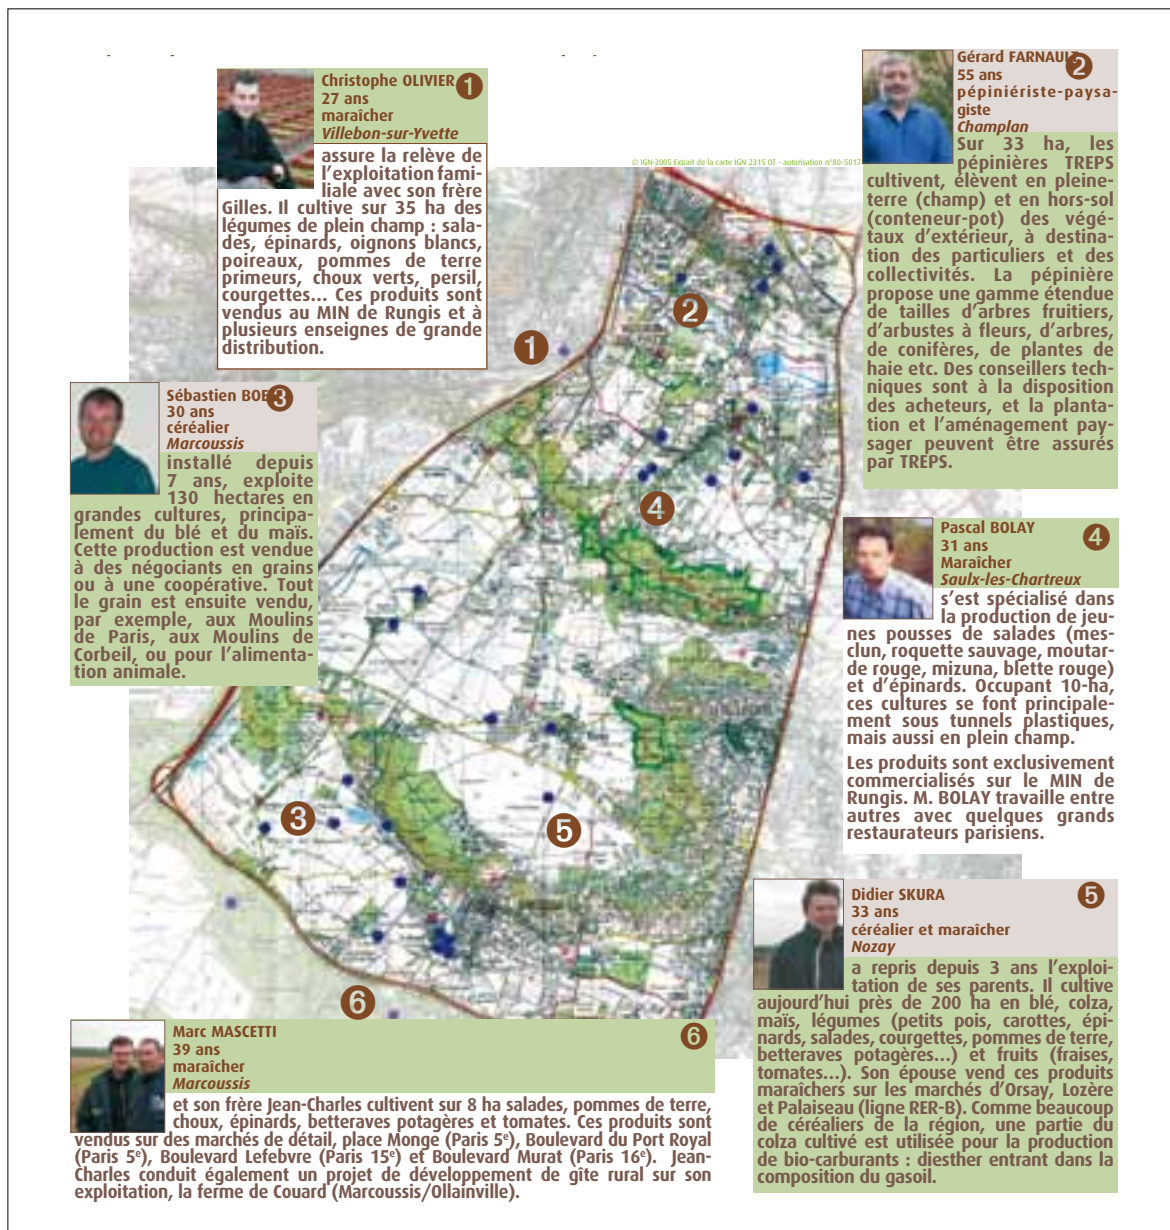 Christophe OLIVIER
1
27 ans
maraîcher
Villebon-sur-Yvette
assure la relève de
l'exploitation fami-
liale avec son frère
Gilles. Il cultive sur 35 ha des
légumes de plein champ : sala-
des, épinards, oignons blancs,
poireaux, pommes de terre
primeurs, choux verts, persil,
courgettes... Ces produits sont
vendus au MIN de Rungis et à
plusieurs enseignes de grande
distribution.
Gérard FARNAULT
2
55 ans
pépiniériste-paysa-
giste
Champlan
Sur 33 ha, les
pépinières TREPS
cultivent, élèvent en pleine-
terre (champ) et en hors-sol
(conteneur-pot) des végé-
taux d'extérieur, à destina-
tion des particuliers et des
collectivités. La pépinière
propose une gamme étendue
de tailles d'arbres fruitiers,
d'arbustes à fleurs, d'arbres,
de conifères, de plantes de
haie etc. Des conseillers tech-
niques sont à la disposition
des acheteurs, et la planta-
tion et l'aménagement pay-
sager peuvent être assurés
par TREPS.
© IGN-2005 Extrait de la carte IGN 2315 OT - autorisation n°80-5017
Sébastien
3
30 ans
céréalier
Marcoussis
installé depuis
7 ans, exploite
130 hectares en
grandes cultures, principa-
lement du blé et du maïs.
Cette production est vendue
à des négociants en grains
ou à une coopérative. Tout
le grain est ensuite vendu,
par exemple, aux Moulins
de Paris, aux Moulins de
Corbeil, ou pour l'alimenta-
tion animale.
Pascal BOLAY
4
31 ans
Maraîcher
Saulx-les-Chartreux
s'est spécialisé dans
la production de jeu-
nes pousses de salades (mes-
clun, roquette sauvage, moutar-
de rouge, mizuna, blette rouge)
et d'épinards. Occupant 10-ha,
ces cultures se font principale-
ment sous tunnels plastiques,
mais aussi en plein champ.
Les produits sont exclusivement
commercialisés sur le MIN de
Rungis. M. BOLAY travaille entre
autres avec quelques grands
restaurateurs parisiens.
1
2
4
3
5
6
Didier SKURA
5
33 ans
céréalier et maraîcher
Nozay
a repris depuis 3 ans l'exploi-
tation de ses parents. Il cultive
aujourd'hui près de 200 ha en blé, colza,
maïs, légumes (petits pois, carottes, épi-
nards, salades, courgettes, pommes de terre,
betteraves potagères...) et fruits (fraises,
tomates...). Son épouse vend ces produits
maraîchers sur les marchés d'Orsay, Lozère
et Palaiseau (ligne RER-B). Comme beaucoup
de céréaliers de la région, une partie du
colza cultivé est utilisée pour la production
de bio-carburants : diesther entrant dans la
composition du gasoil.
Marc MASCETTI
6
39 ans
maraîcher
Marcoussis
et son frère Jean-Charles cultivent sur 8 ha salades, pommes de terre,
choux, épinards, betteraves potagères et tomates. Ces produits sont
vendus sur des marchés de détail, place Monge (Paris 5e), Boulevard du Port Royal
(Paris 5e), Boulevard Lefebvre (Paris 15e) et Boulevard Murat (Paris 16e). Jean-
Charles conduit également un projet de développement de gîte rural sur son
exploitation, la ferme de Couard (Marcoussis/Ollainville).